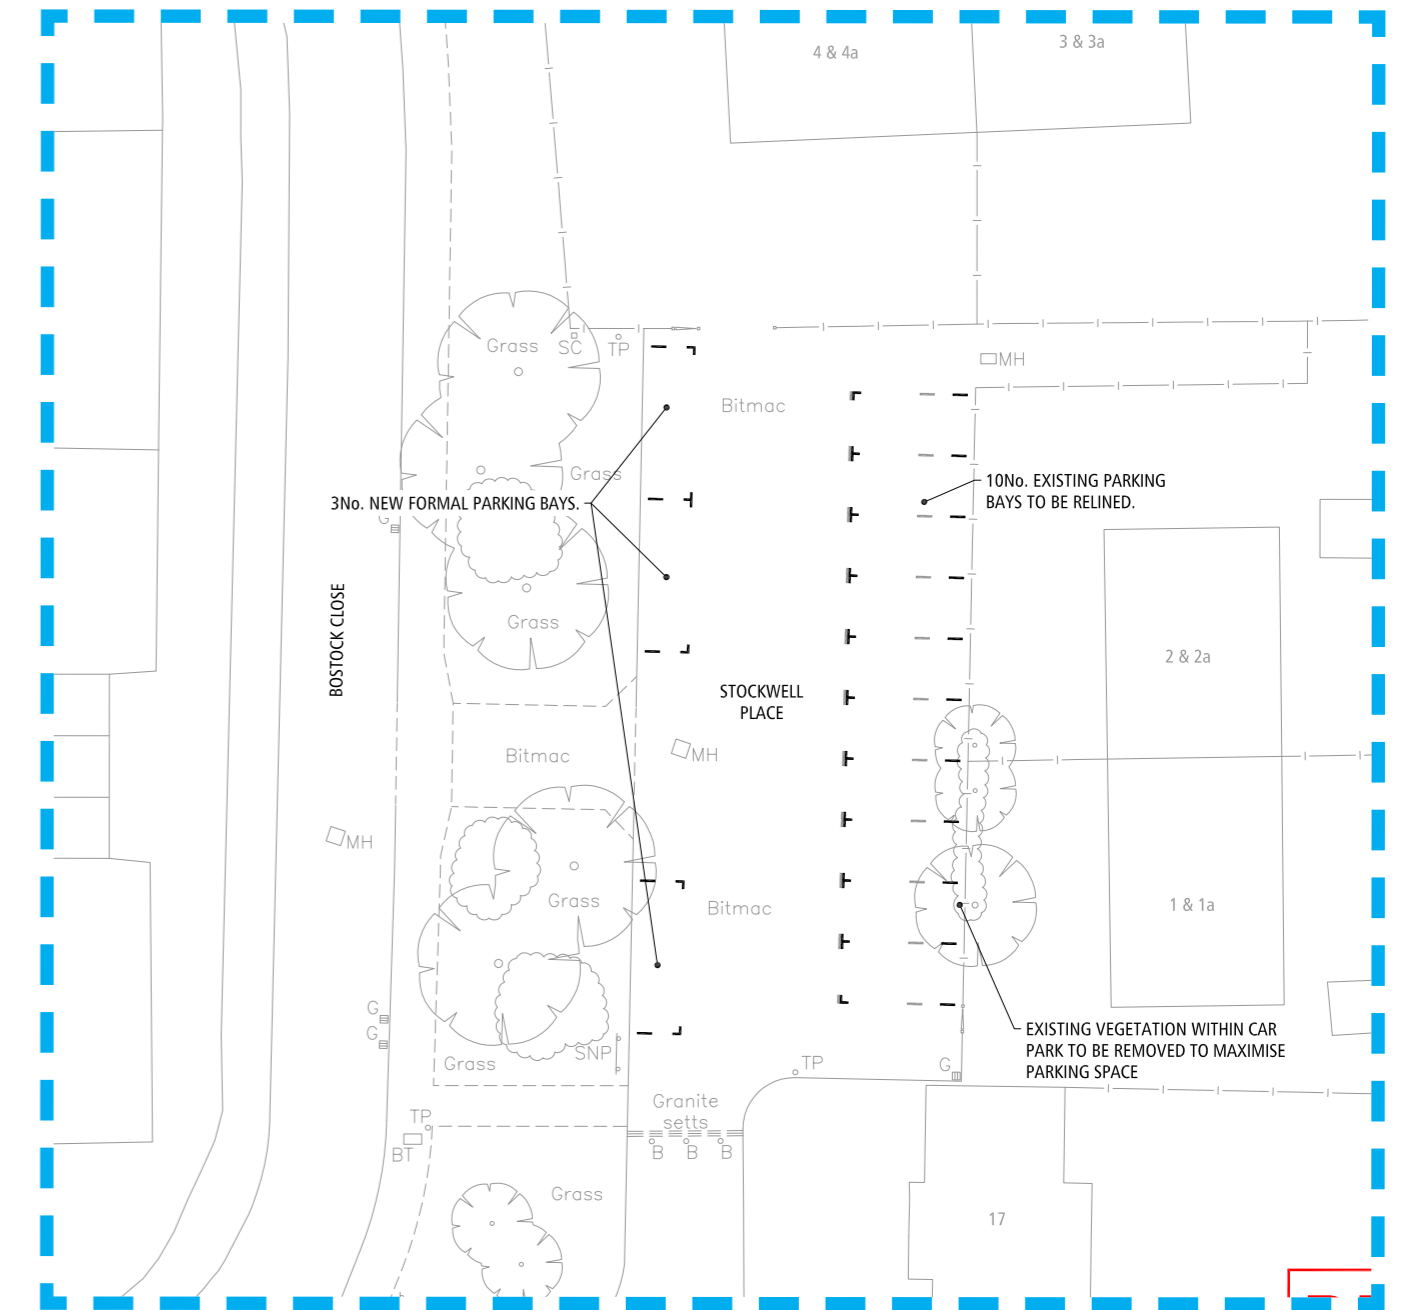 4 & 4a
3 & 3a
Grass
SC
TP
MH
Bitmac
Grass
3No. NEW FORMAL PARKING BAYS.
10No. EXISTING PARKING
BAYS TO BE RELINED.
G
BOSTOCK CLOSE
Grass
2 & 2a
STOCKWELL
PLACE
Bitmac
MH
MH
Grass
Bitmac
1 & 1a
G
G
SNP
Grass
EXISTING VEGETATION WITHIN CAR
PARK TO BE REMOVED TO MAXIMISE
PARKING SPACE
TP
G
Granite
setts
TP
BT
B
B
B
Grass
17